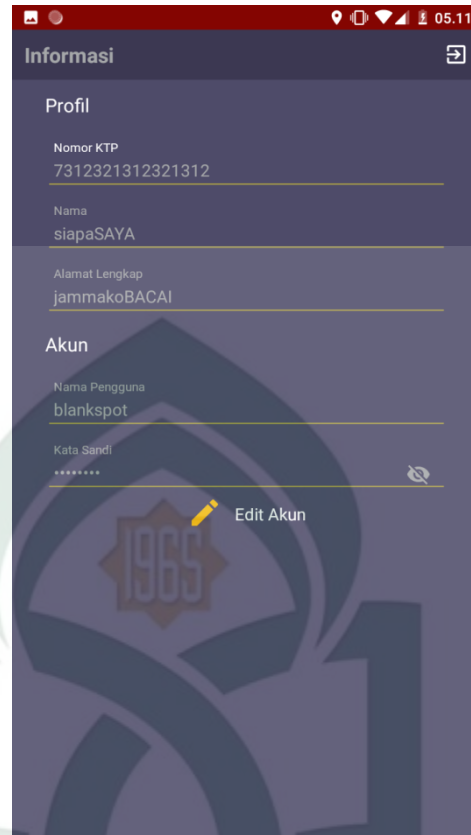 05.11
Informasi
Profil
Nomor KTP
7312321312321312
Nama
siapaSAYA
Alamat Lengkap
jammakoBACAI
Akun
Nama Pengguna
blankspot
Kata Sandi
••••••••
Edit Akun
1965